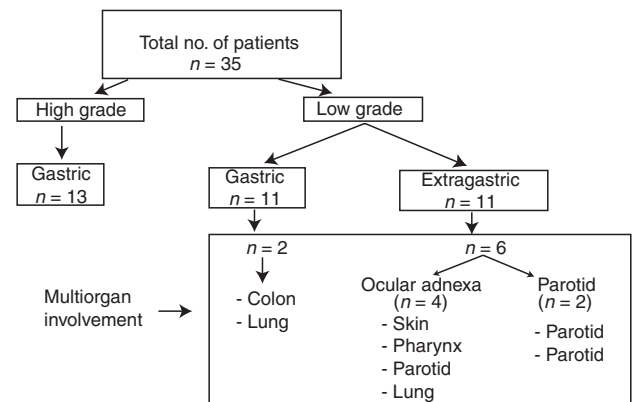 Total no. of patients
n = 35
High grade
Low grade
Gastric
n = 13
Gastric
n = 11
Extragastric
n = 11
n = 2
n = 6
Multiorgan
involvement
- Colon
- Lung
Ocular adnexa
(n = 4)
- Skin
- Pharynx
- Parotid
- Lung
Parotid
(n = 2)
- Parotid
- Parotid